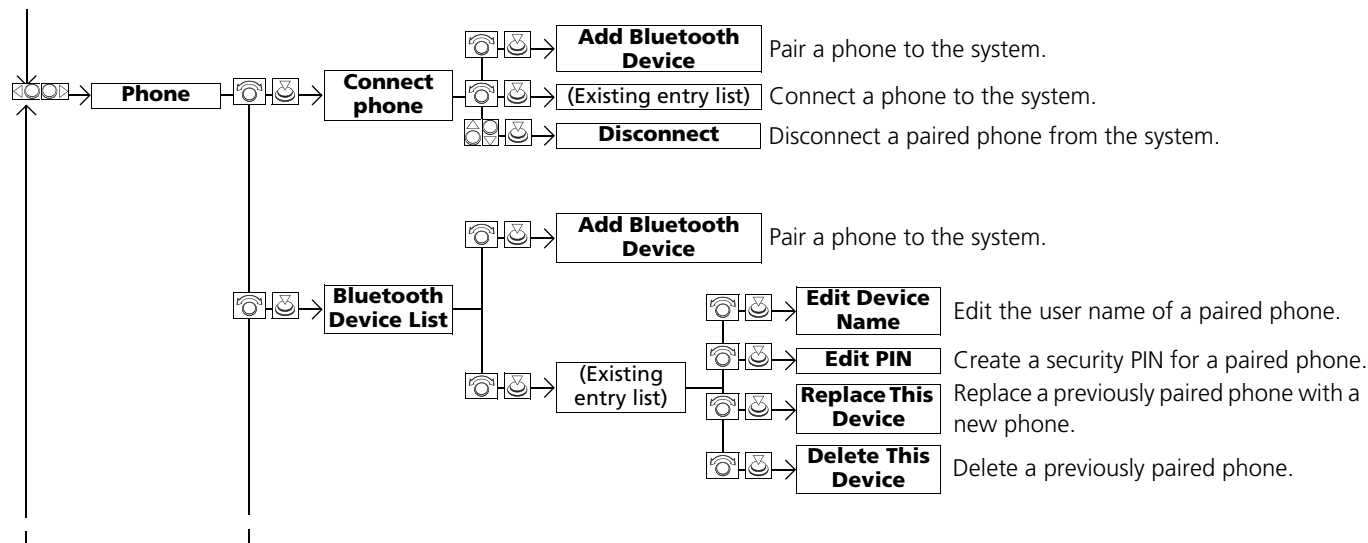 Add Bluetooth
Device
Pair a phone to the system.
Phone
Connect
phone
(Existing entry list)
Connect a phone to the system.
Disconnect
Disconnect a paired phone from the system.
Add Bluetooth
Device
Pair a phone to the system.
Bluetooth
Device List
Edit Device
Name
Edit the user name of a paired phone.
(Existing
entry list)
Edit PIN
Create a security PIN for a paired phone.
Replace This
Device
Replace a previously paired phone with a
new phone.
Delete This
Device
Delete a previously paired phone.